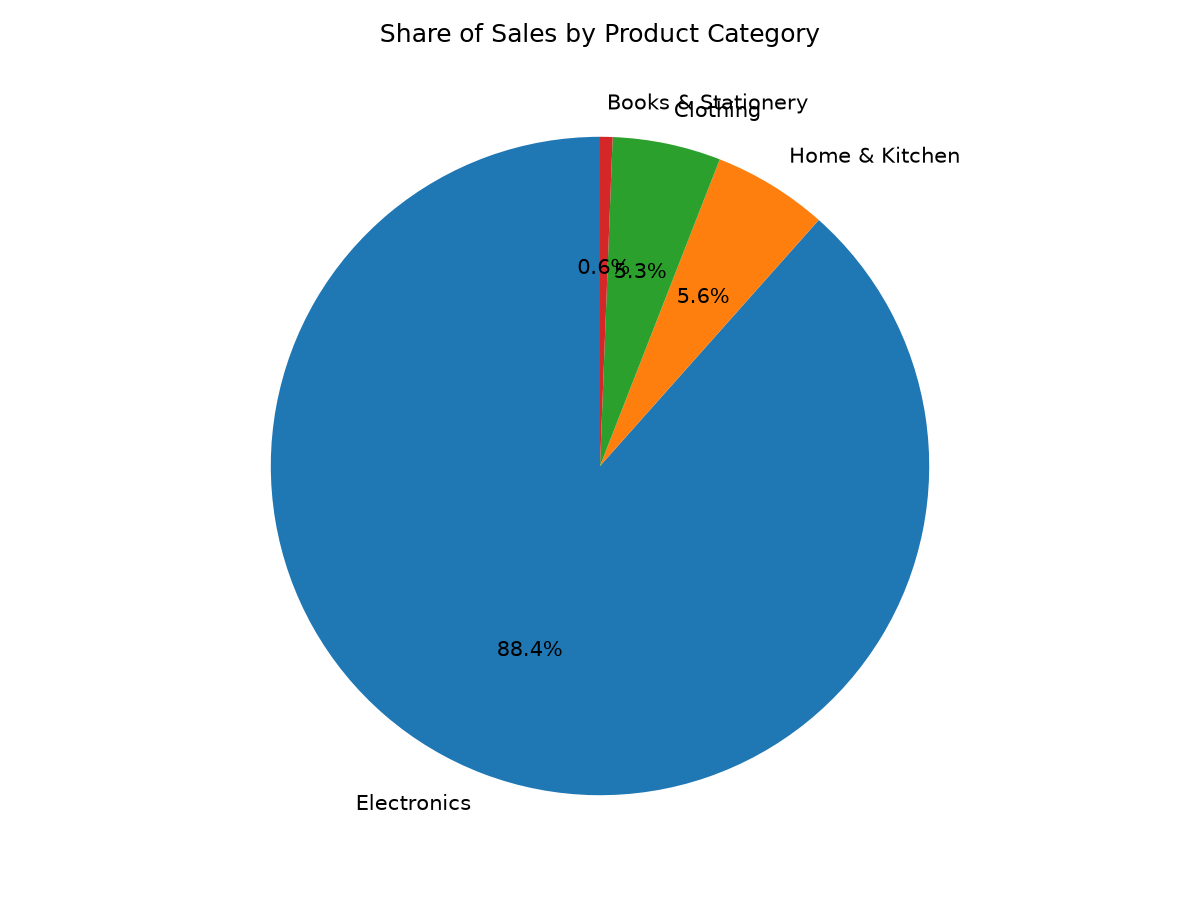 Share of Sales by Product Category
Books & Stationery
Clothing
Home & Kitchen
0.6%
5.3%
5.6%
88.4%
Electronics